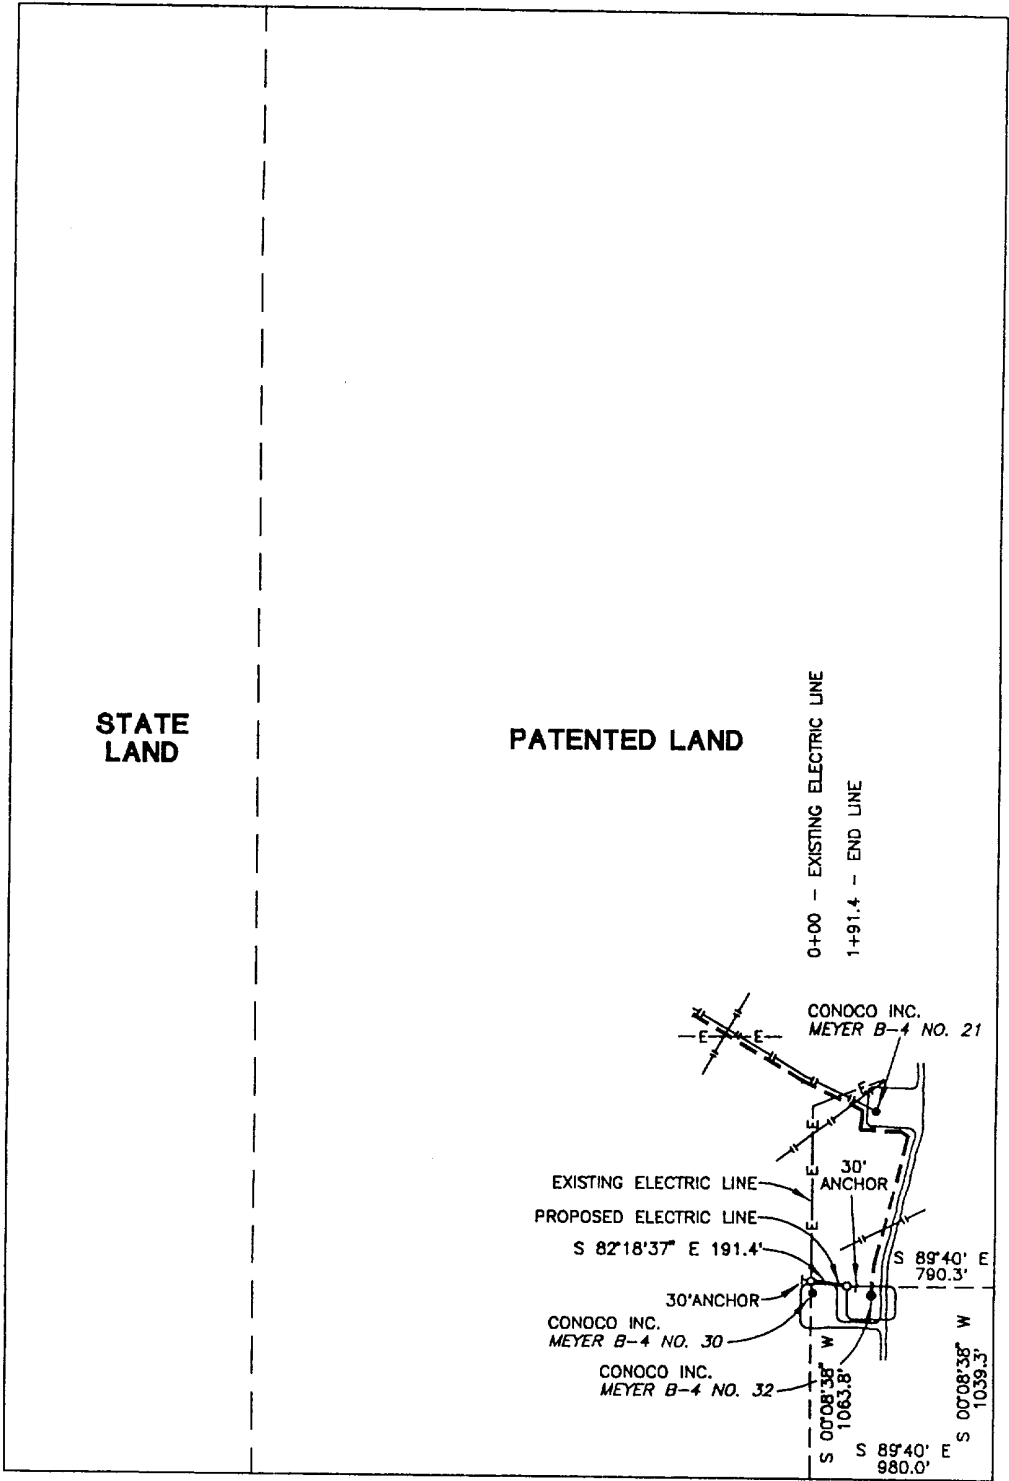 STATE
LAND
PATENTED LAND
0+00 - EXISTING ELECTRIC LINE
1+91.4 - END LINE
CONOCO INC.
MEYER B-4 NO. 21
E
E
E
E
E
E
30'
ANCHOR
EXISTING ELECTRIC LINE
PROPOSED ELECTRIC LINE
S 82°18'37" E 191.4'
S 89°40' E
790.3'
30'ANCHOR
CONOCO INC.
MEYER B-4 NO. 30
CONOCO INC.
MEYER B-4 NO. 32
S 00°08'38" W
1063.8'
S 00°08'38" W
1039.3'
S 89°40' E
980.0'